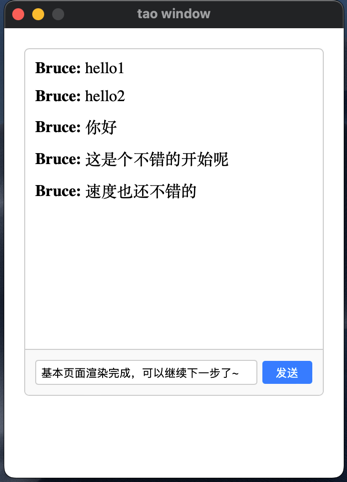 tao window
Bruce: hello1
Bruce: hello2
Bruce: 你好
Bruce: 这是个不错的开始呢
Bruce: 速度也还不错的
基本页面渲染完成，可以继续下一步了~
发送